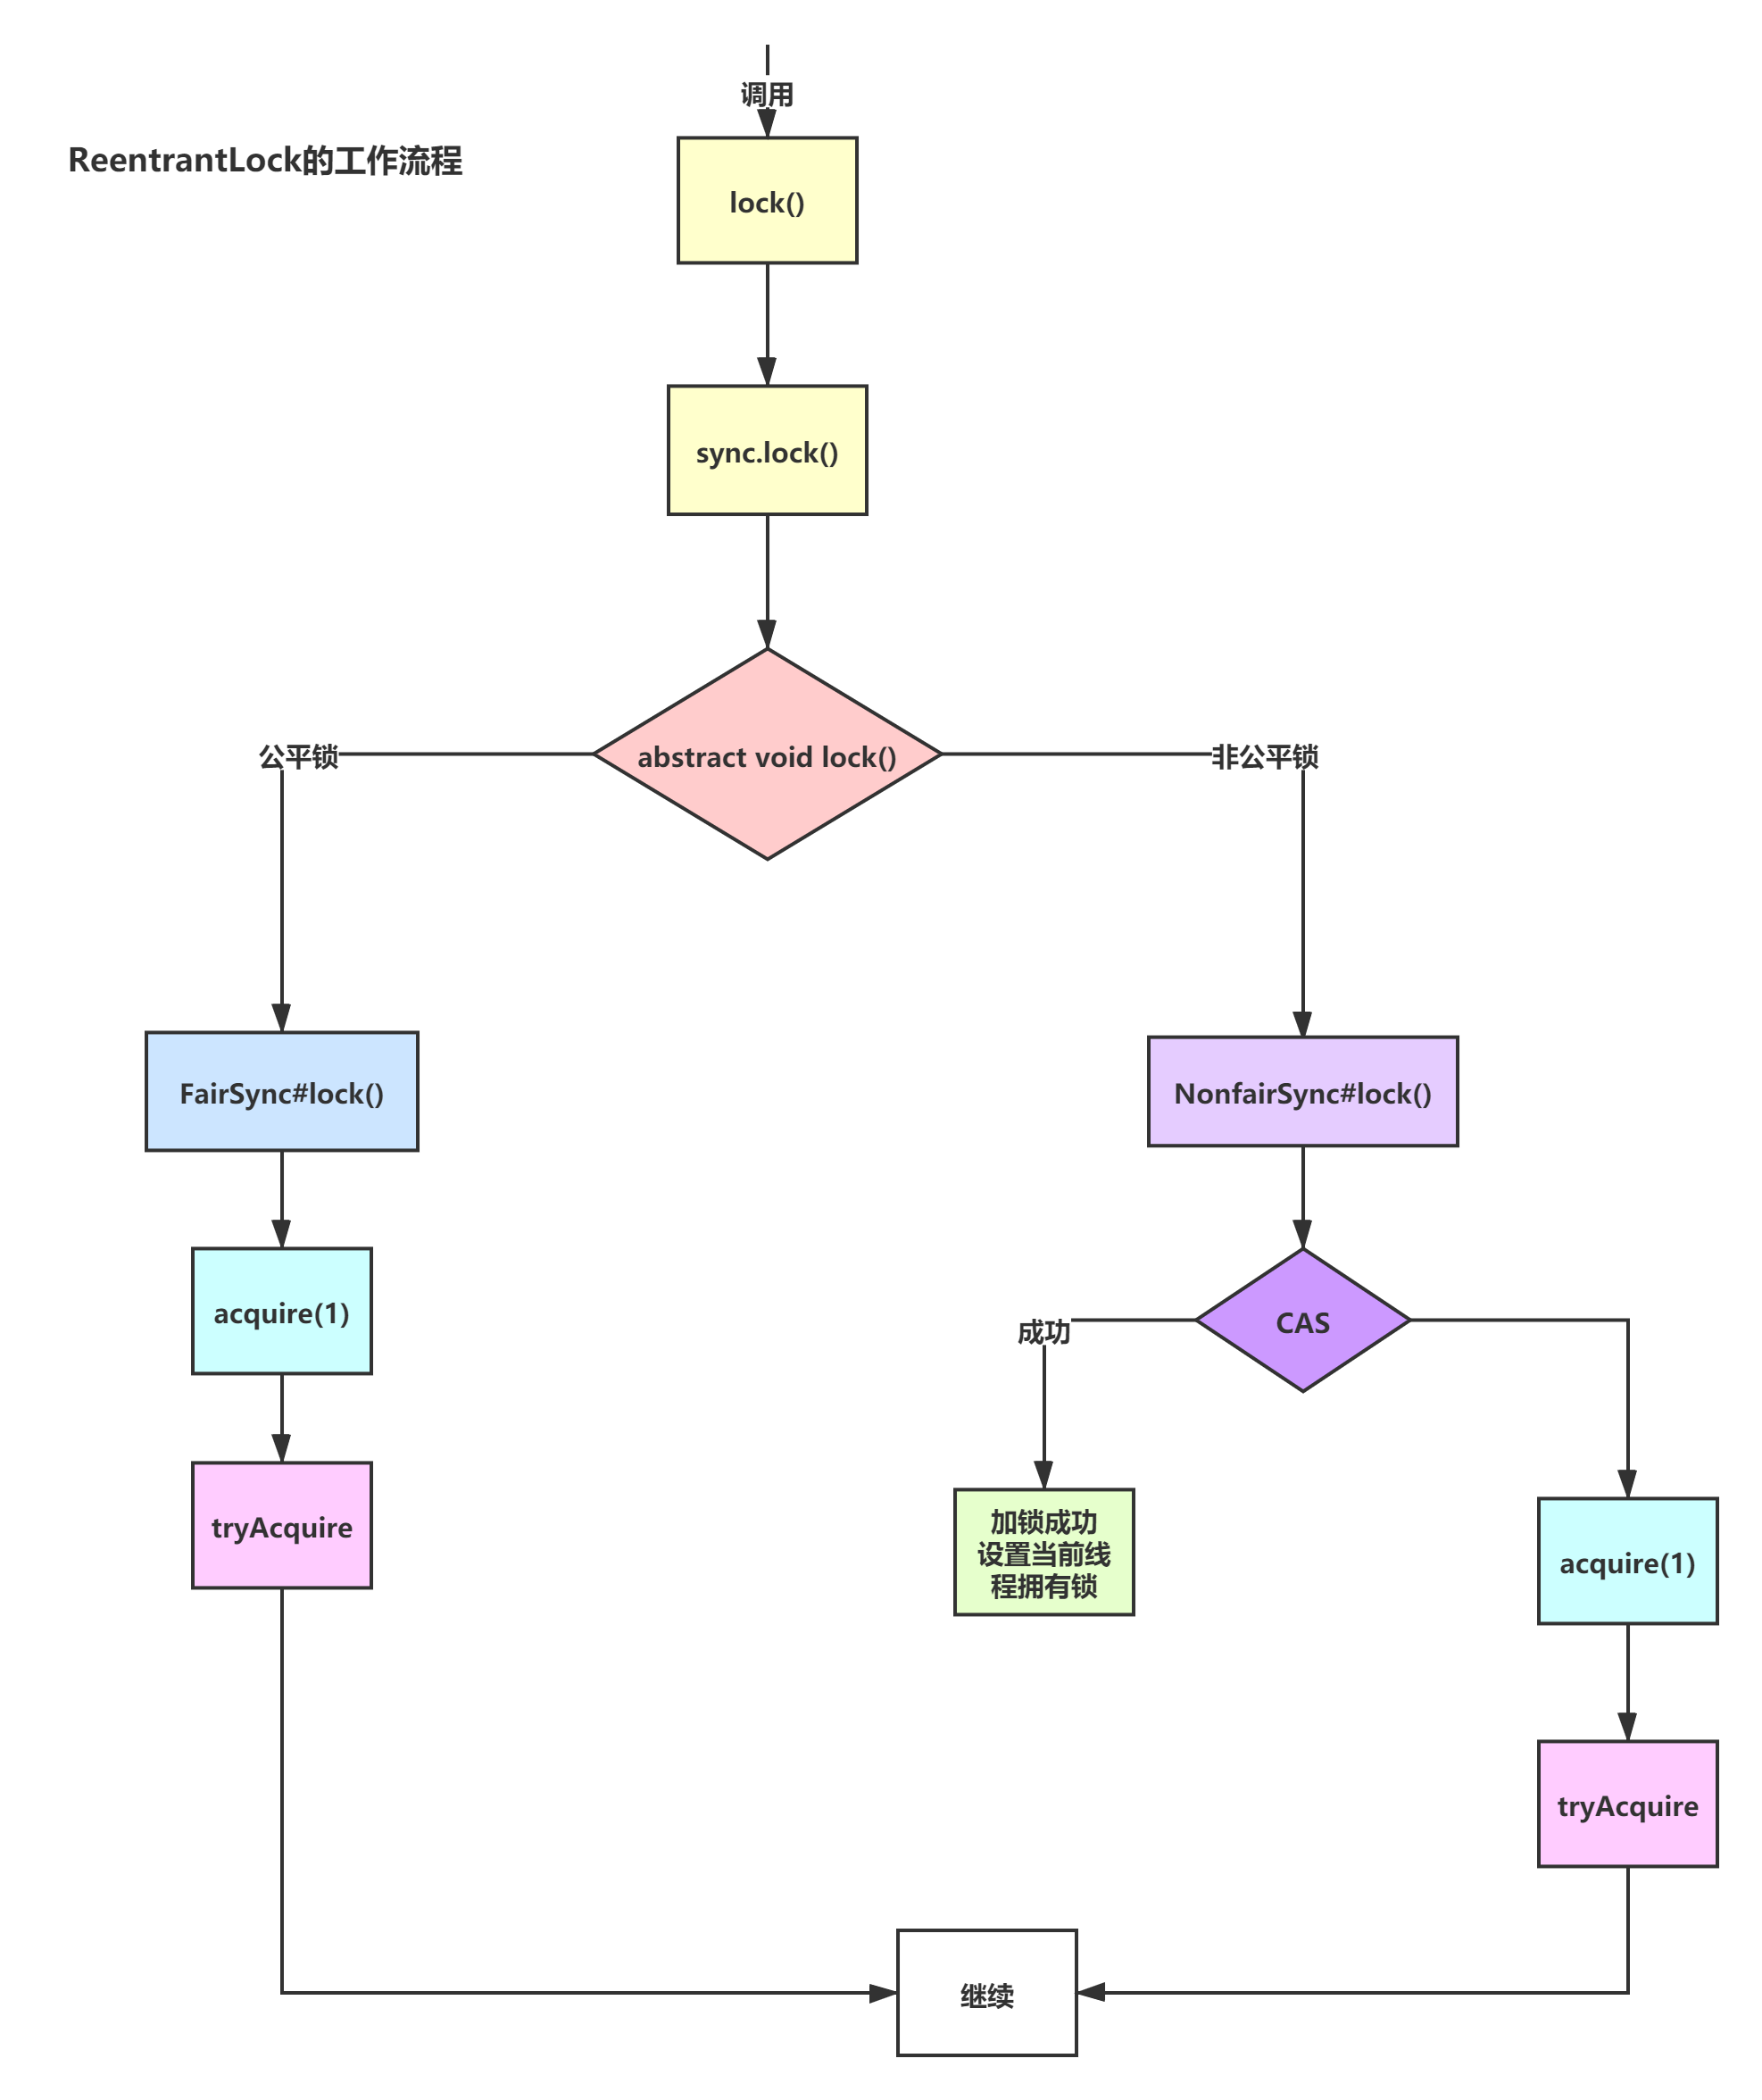 调用
ReentrantLock的工作流程
lock()
sync.lock()
公平锁
abstract void lock()
非公平锁
FairSync#lock()
NonfairSync#lock()
acquire(1)
CAS
成功
tryAcquire
加锁成功
设置当前线
程拥有锁
acquire(1)
tryAcquire
继续